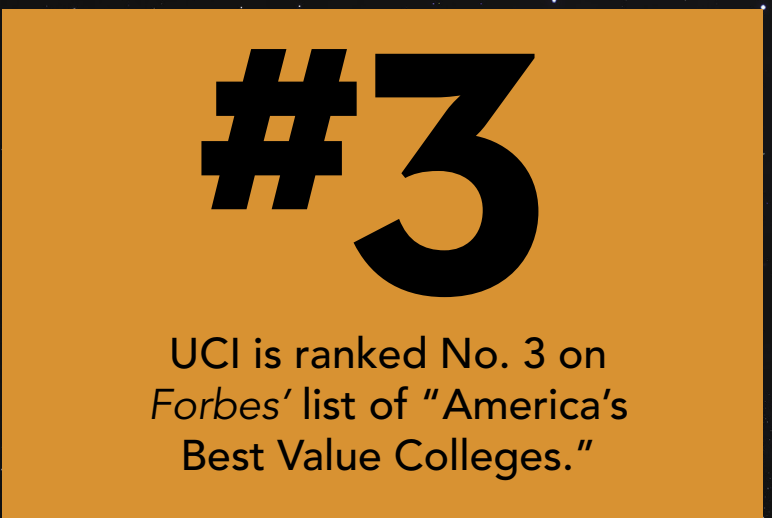 #3
UCI is ranked No. 3 on
Forbes’ list of “America’s
Best Value Colleges.”